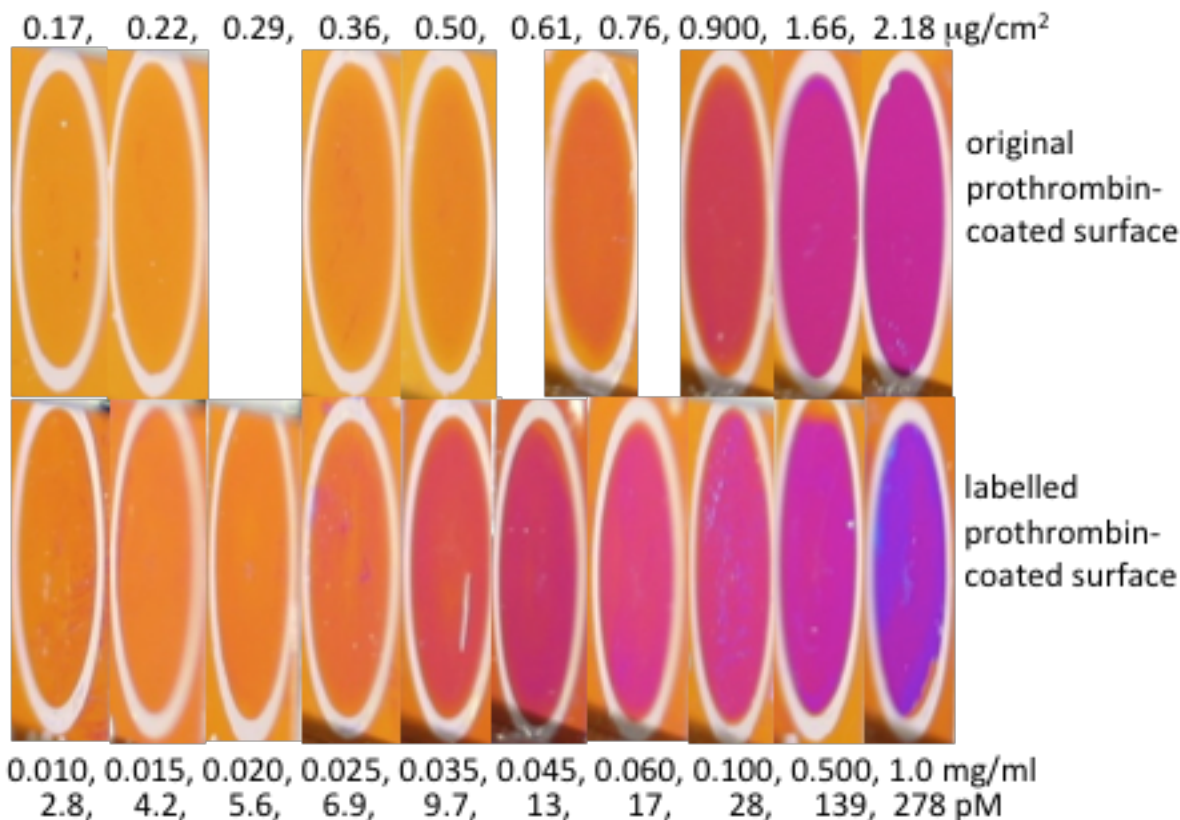 0.17, 0.22, 0.29, 0.36, 0.50, 0.61, 0.76, 0.900, 1.66, 2.18 μg/cm²
original
prothrombin-
coated surface
labelled
prothrombin-
coated surface
0.010, 0.015, 0.020, 0.025, 0.035, 0.045, 0.060, 0.100, 0.500, 1.0 mg/ml
2.8, 4.2, 5.6, 6.9, 9.7, 13, 17, 28, 139, 278 pM